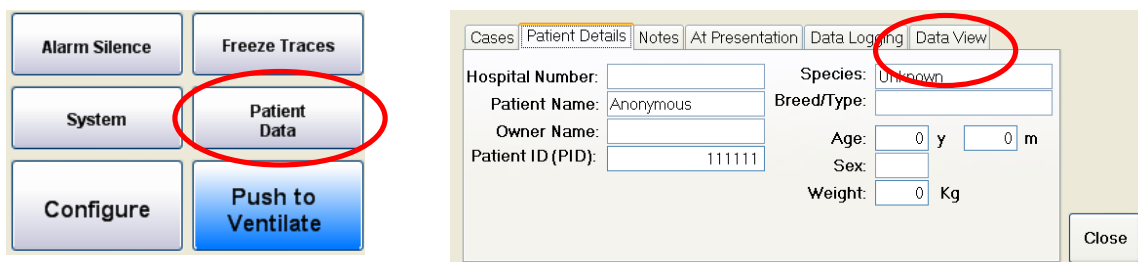 Alarm Silence
Freeze Traces
System
Patient
Data
Configure
Push to
Ventilate
Cases Patient Details Notes At Presentation Data Logging Data View
Hospital Number:
Patient Name: Anonymous
Owner Name:
Patient ID (PID): 111111
Species: Unknown
Breed/Type:
Age: 0 y 0 m
Sex:
Weight: 0 Kg
Close